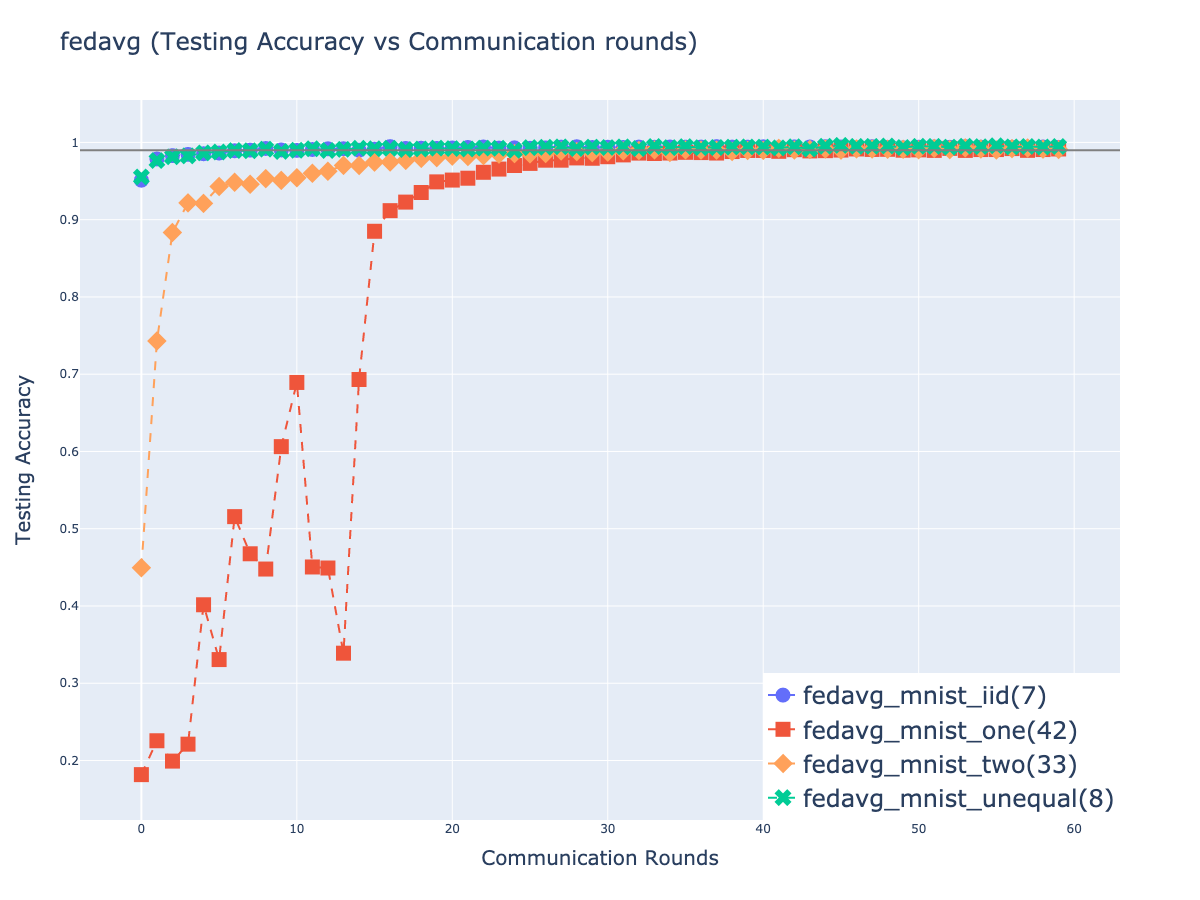 fedavg (Testing Accuracy vs Communication rounds)
1
0.9
0.8
0.7
0.6
0.5
0.4
0.3
0.2
Testing Accuracy
0 10 20 30 40 50 60
Communication Rounds
fedavg_mnist_iid(7)
fedavg_mnist_one(42)
fedavg_mnist_two(33)
fedavg_mnist_unequal(8)